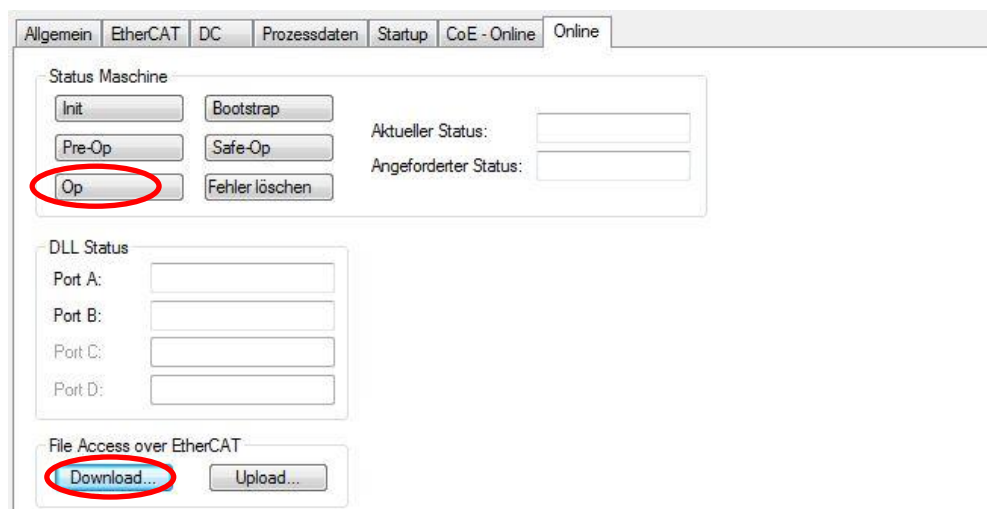 Allgemein EtherCAT DC Prozessdaten Startup CoE - Online Online
Status Maschine
Init Bootstrap
Pre-Op Safe-Op
Op Fehler löschen
Aktueller Status:
Angeforderter Status:
DLL Status
Port A:
Port B:
Port C:
Port D:
File Access over EtherCAT
Download... Upload...